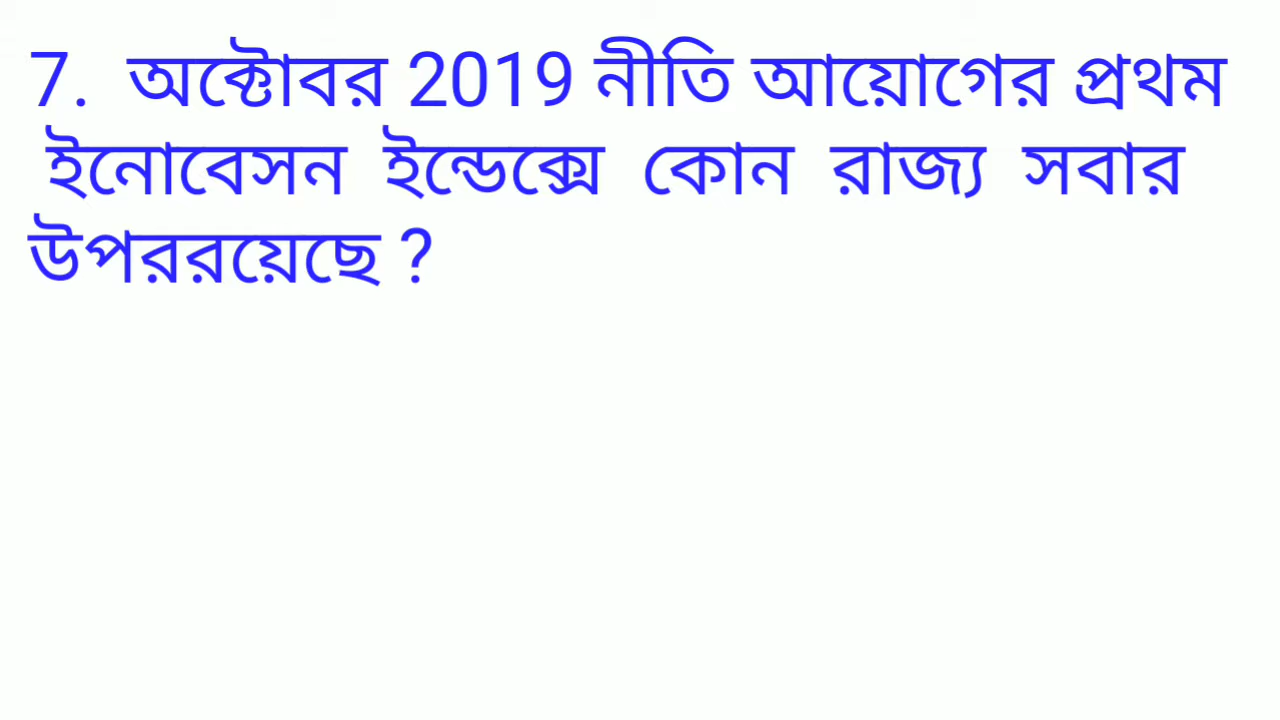 7. অক্টোবর 2019 নীতি আয়োগের প্রথম
ইনোবেসন ইন্ডেক্সে কোন রাজ্য সবার
উপররয়েছে ?